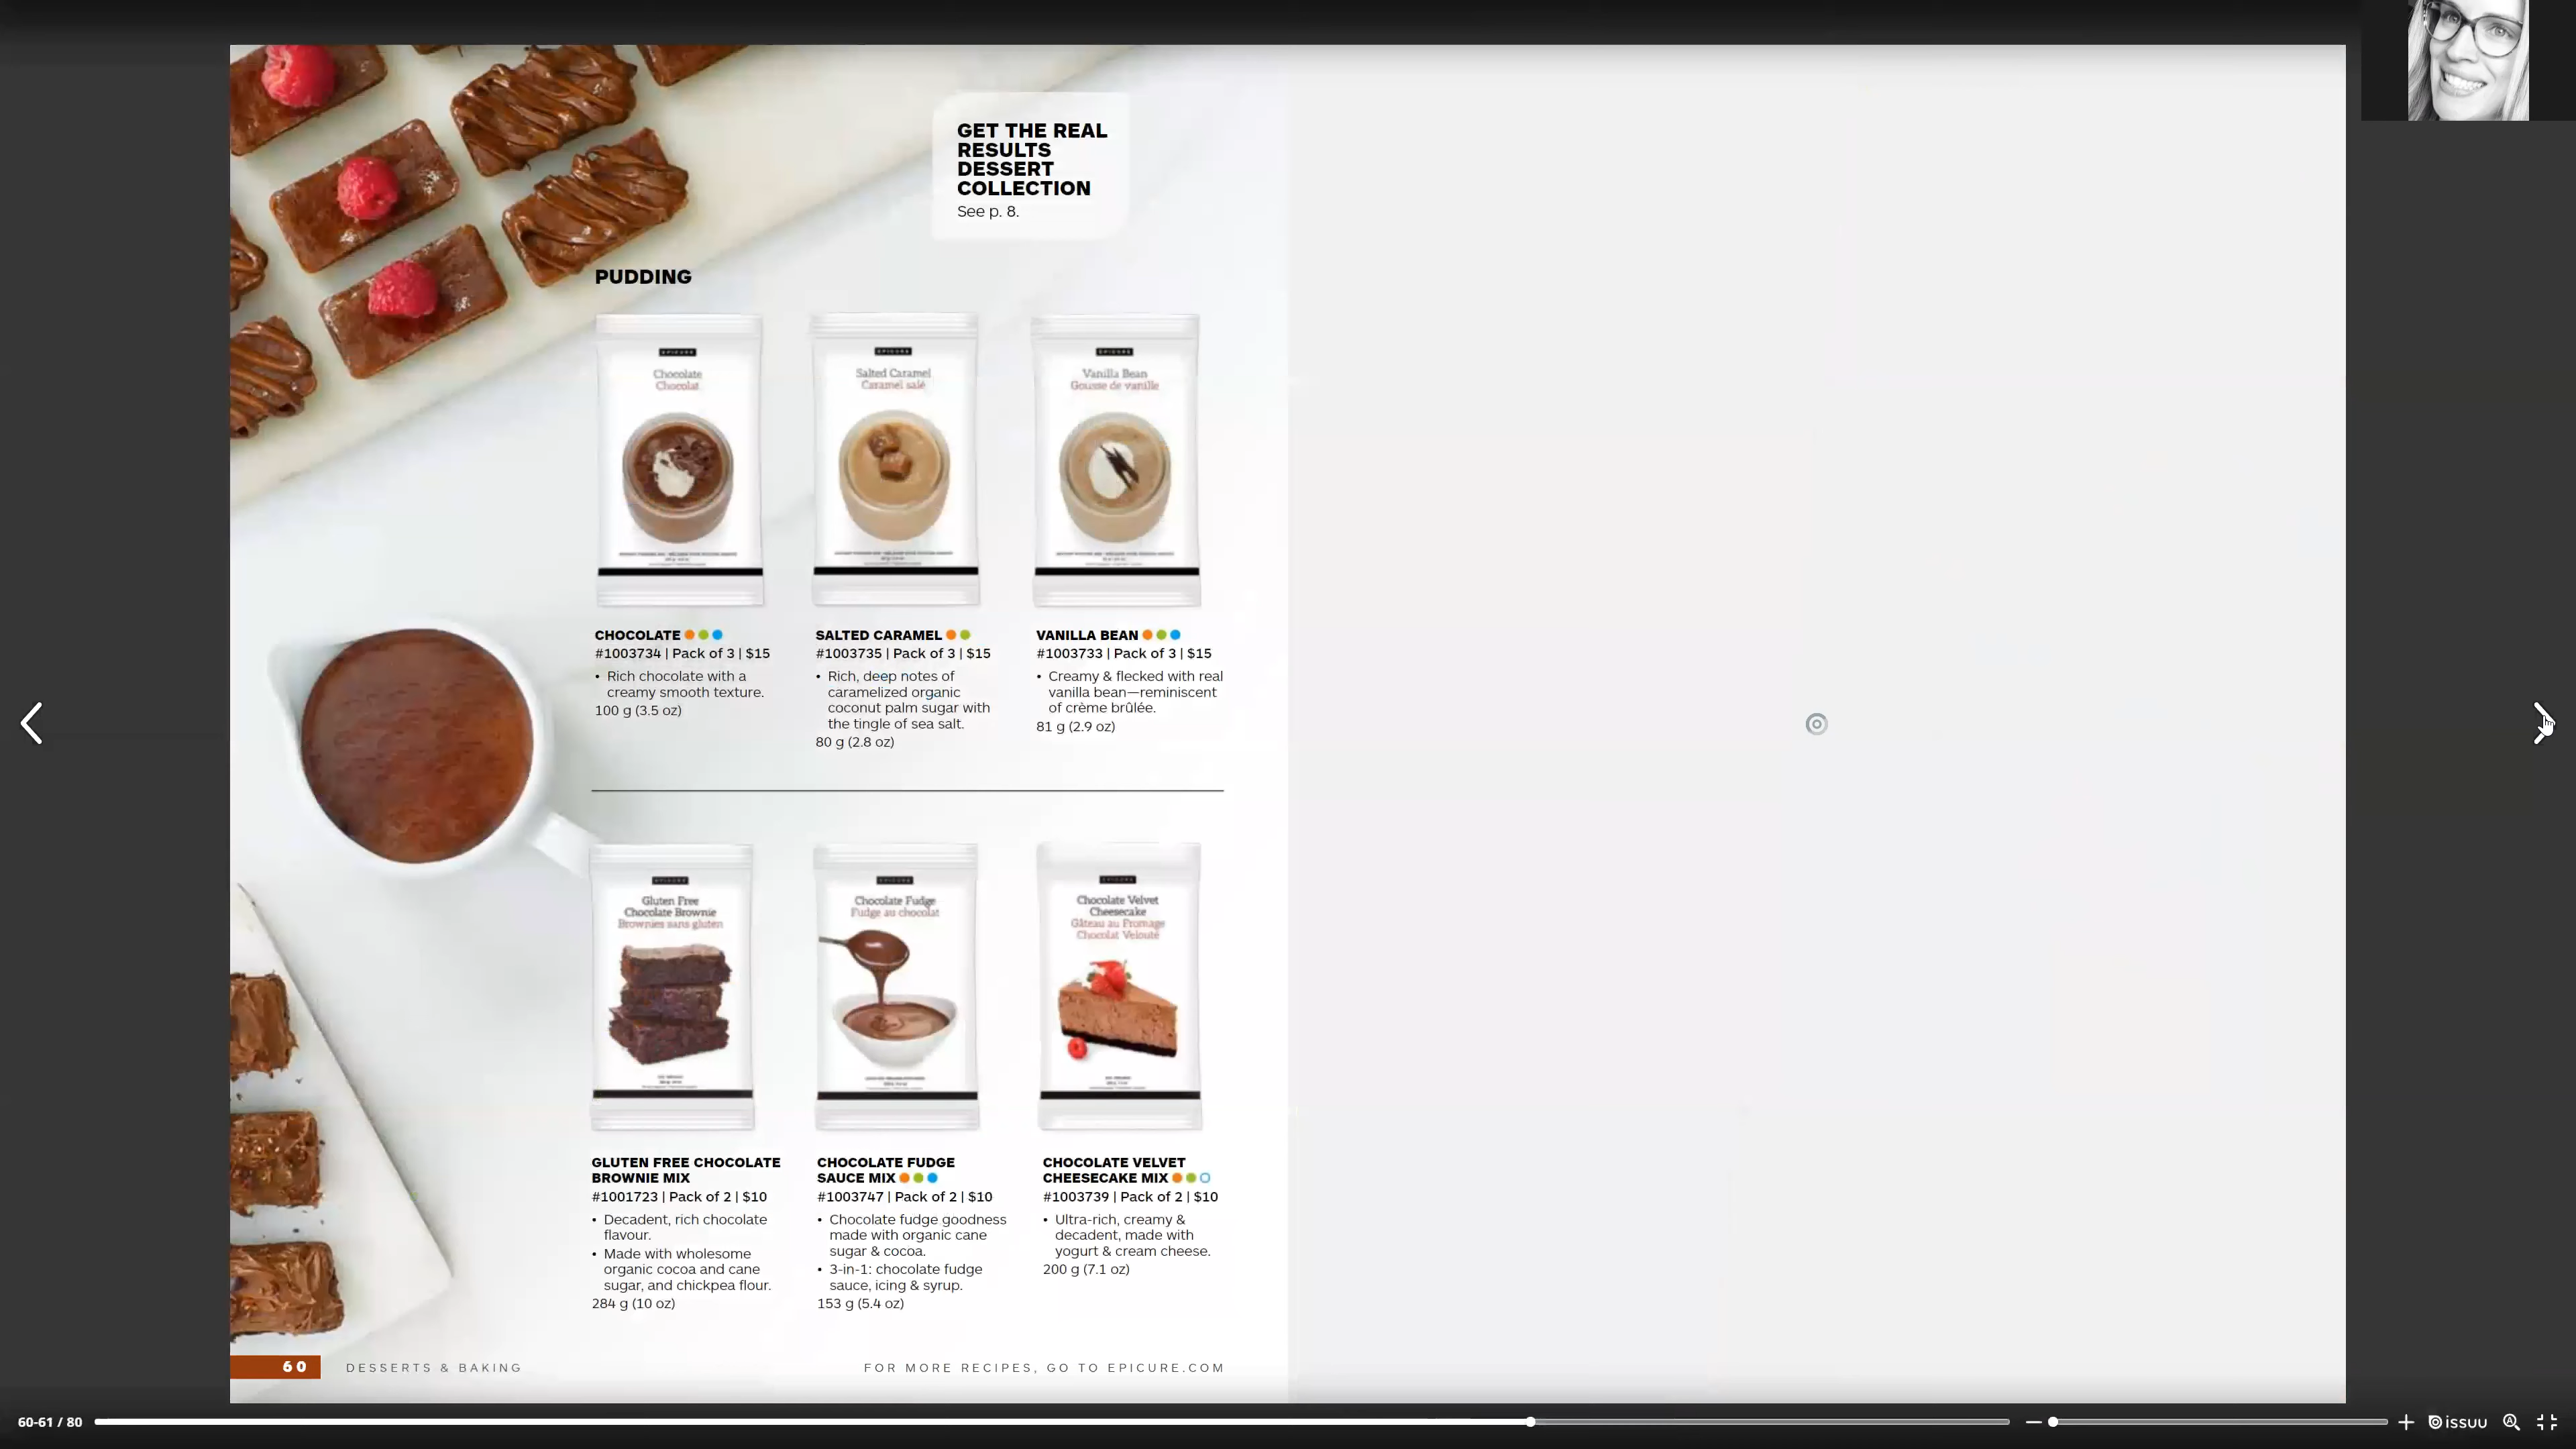 GET THE REAL
RESULTS
DESSERT
COLLECTION
See p. 8.
PUDDING
EPICURE
Chocolate
Chocolat
EPICURE
Salted Caramel
Caramel salé
EPICURE
Vanilla Bean
Gousse de vanille
CHOCOLATE
#1003734 | Pack of 3 | $15
• Rich chocolate with a
creamy smooth texture.
100 g (3.5 oz)
SALTED CARAMEL
#1003735 | Pack of 3 | $15
• Rich, deep notes of
caramelized organic
coconut palm sugar with
the tingle of sea salt.
80 g (2.8 oz)
VANILLA BEAN
#1003733 | Pack of 3 | $15
• Creamy & flecked with real
vanilla bean—reminiscent
of crème brûlée.
81 g (2.9 oz)
EPICURE
Gluten Free
Chocolate Brownie
Brownies sans gluten
EPICURE
Chocolate Fudge
Fudge au chocolat
EPICURE
Chocolate Velvet
Cheesecake
Gâteau au Fromage
Chocolat Velouté
GLUTEN FREE CHOCOLATE
BROWNIE MIX
#1001723 | Pack of 2 | $10
• Decadent, rich chocolate
flavour.
• Made with wholesome
organic cocoa and cane
sugar, and chickpea flour.
284 g (10 oz)
CHOCOLATE FUDGE
SAUCE MIX
#1003747 | Pack of 2 | $10
• Chocolate fudge goodness
made with organic cane
sugar & cocoa.
• 3-in-1: chocolate fudge
sauce, icing & syrup.
153 g (5.4 oz)
CHOCOLATE VELVET
CHEESECAKE MIX
#1003739 | Pack of 2 | $10
• Ultra-rich, creamy &
decadent, made with
yogurt & cream cheese.
200 g (7.1 oz)
60 DESSERTS & BAKING
FOR MORE RECIPES, GO TO EPICURE.COM
60-61 / 80
issuu